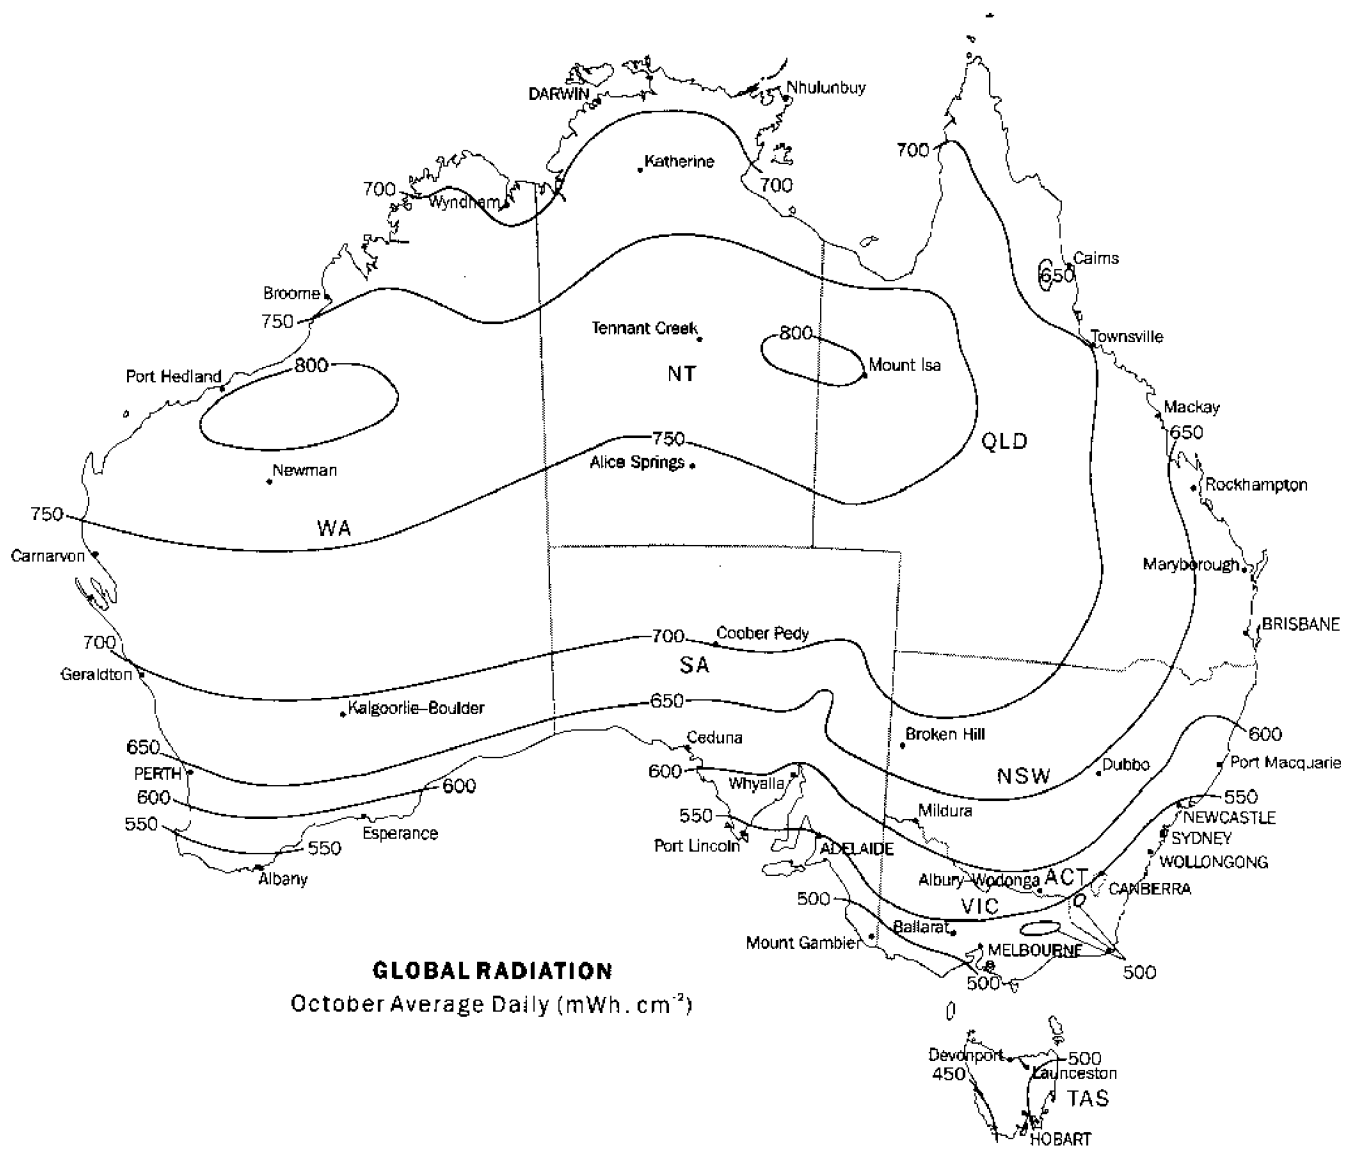 DARWIN
Nhulunbuy
Katherine
700
700
700
Wyndham
Cairns
650
Broome
750
Tennant Creek
800
Townsville
Port Hedland
800
NT
Mount Isa
Mackay
650
QLD
750
Alice Springs
Newman
Rockhampton
750
WA
Carnarvon
Maryborough
BRISBANE
700
700
Coober Pedy
SA
Geraldton
Kalgoorlie–Boulder
650
Broken Hill
600
650
Ceduna
PERTH
600
Whyalla
NSW
Dubbo
Port Macquarie
600
600
550
550
550
Mildura
NEWCASTLE
Esperance
Port Lincoln
ADELAIDE
SYDNEY
550
WOLLONGONG
Albany
Albury–Wodonga
ACT
CANBERRA
500
VIC
Ballarat
Mount Gambier
MELBOURNE
500
500
GLOBAL RADIATION
October Average Daily (mWh.cm⁻²)
Devonport
500
450
Launceston
TAS
HOBART